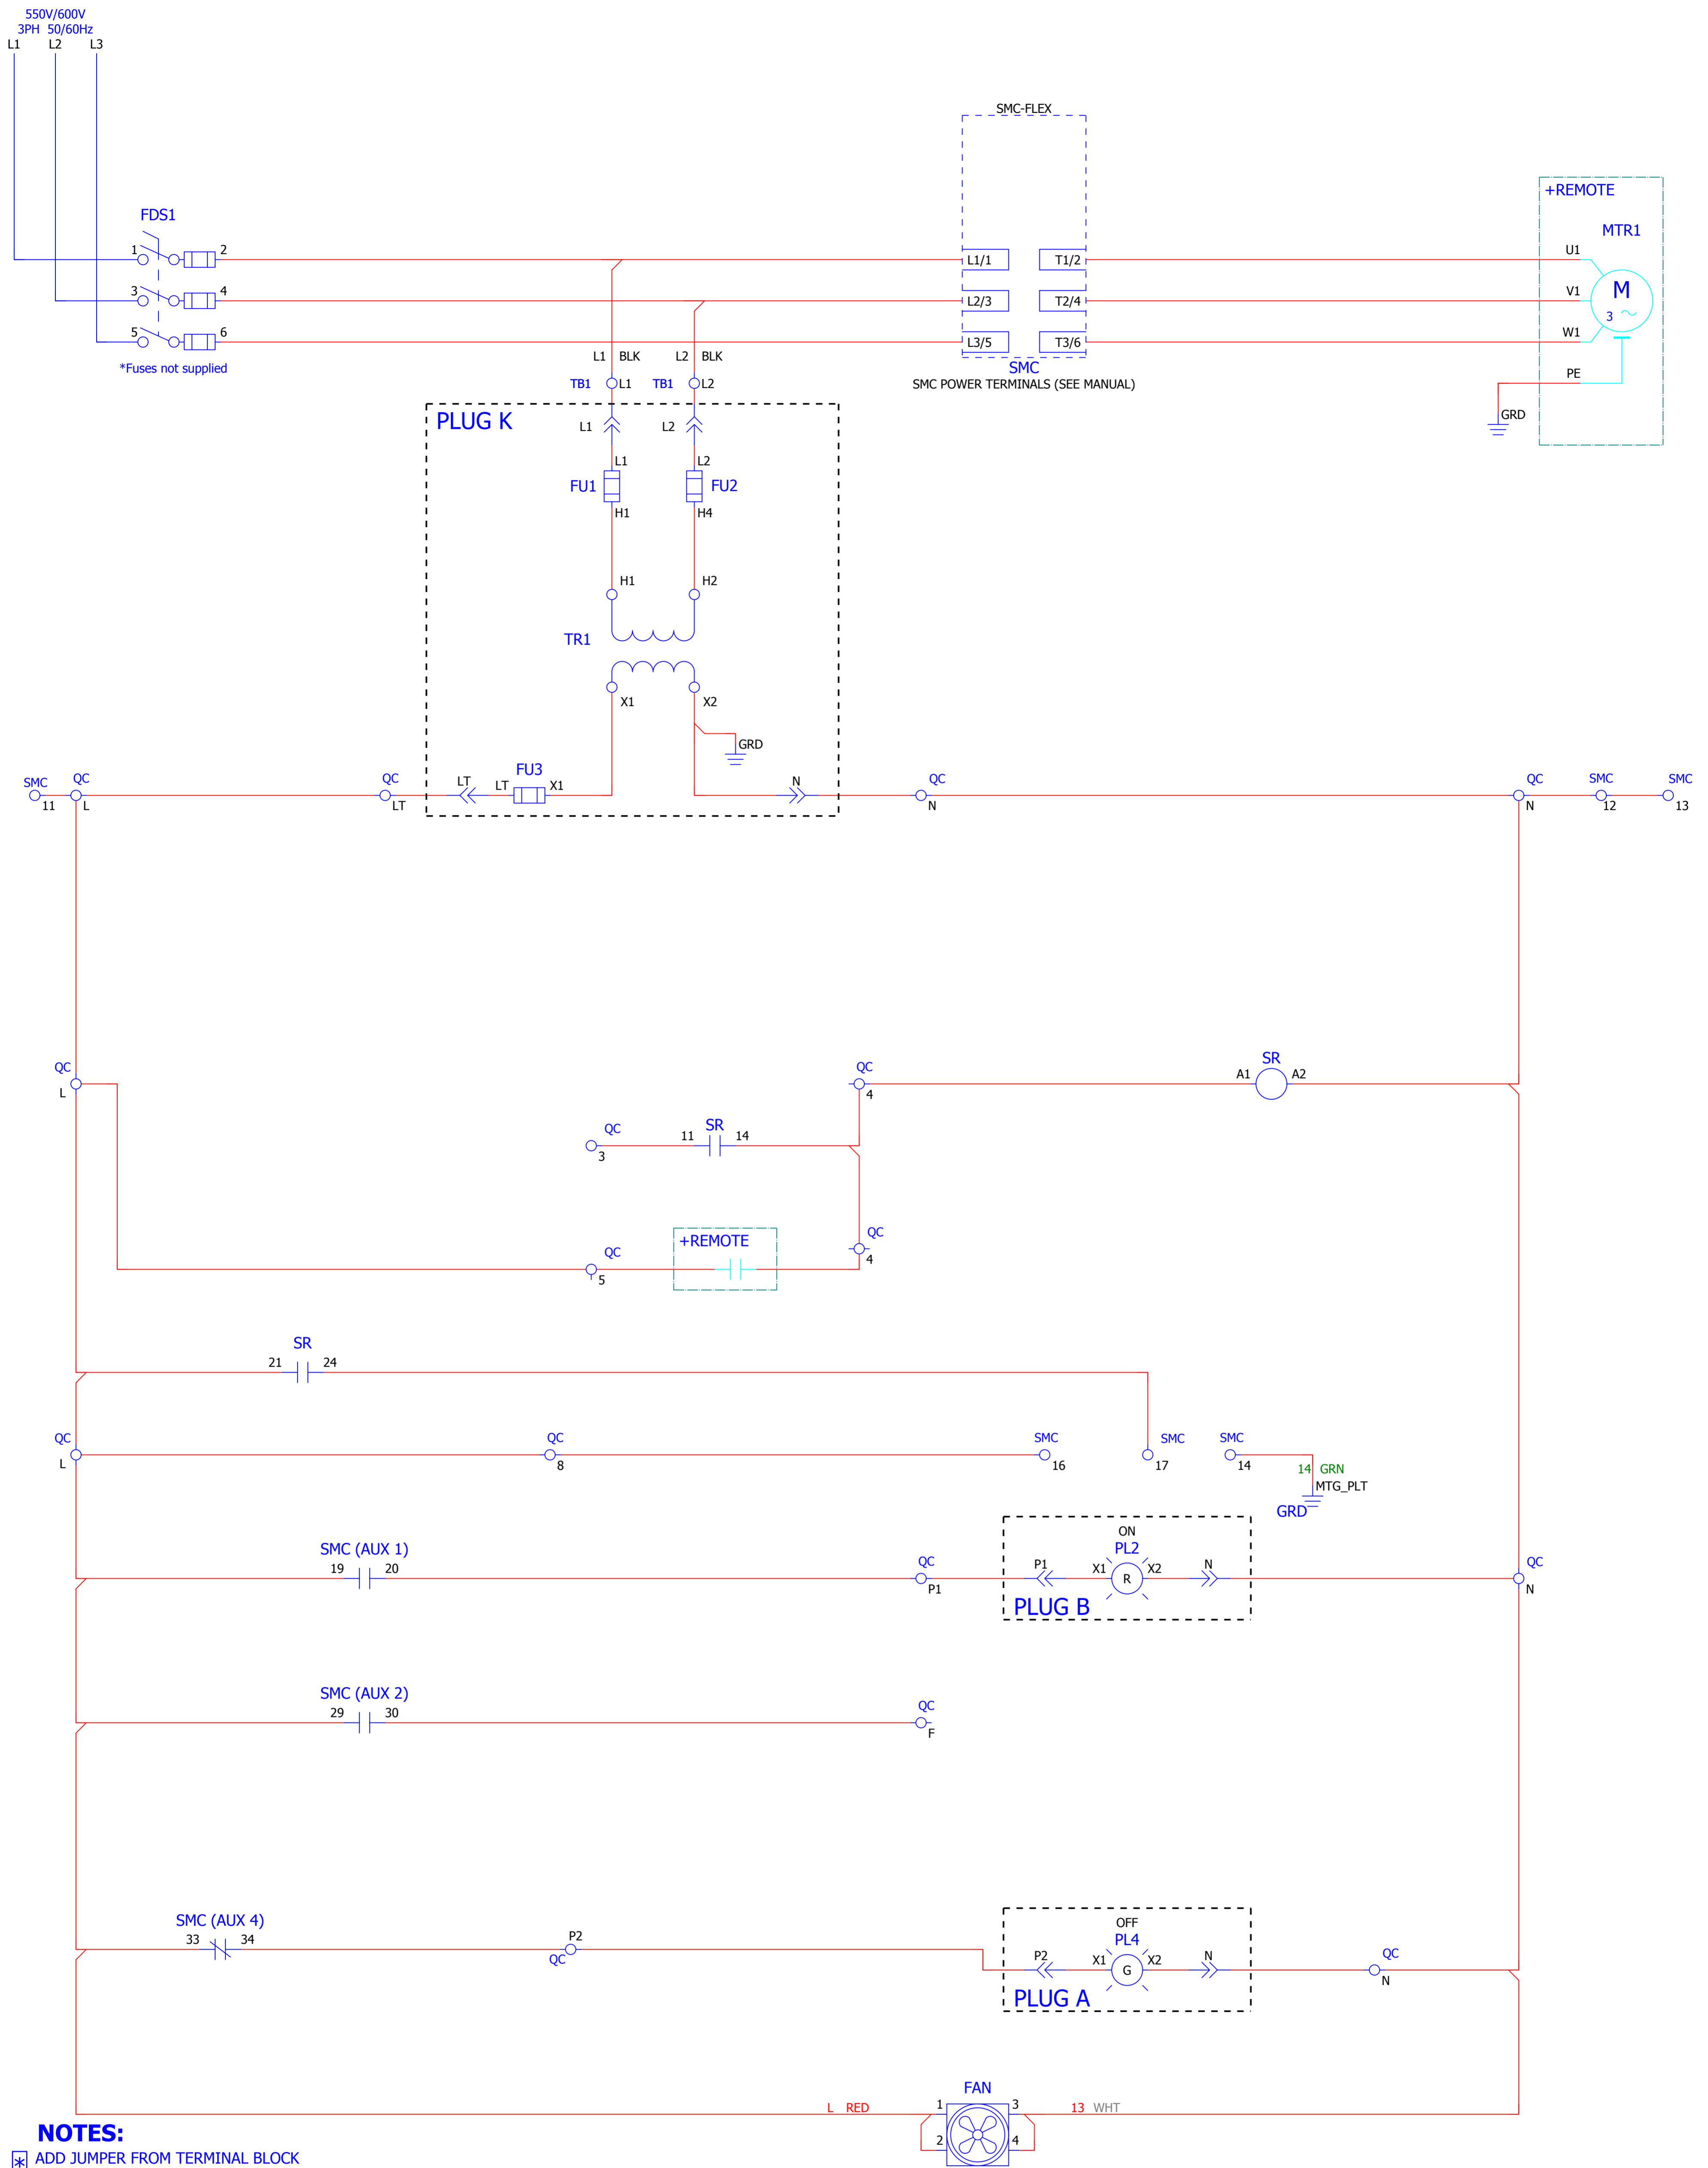 550V/600V
3PH 50/60Hz
L1 L2 L3
SMC-FLEX
+REMOTE
FDS1
MTR1
1 2 L1/1 T1/2 U1
3 4 L2/3 T2/4 V1 M
3
5 6 L3/5 T3/6 W1
L1 BLK L2 BLK
*Fuses not supplied
SMC
PE
TB1 L1 TB1 L2
SMC POWER TERMINALS (SEE MANUAL)
GRD
PLUG K
L1 L2
L1 L2
FU1 FU2
H1 H4
H1 H2
TR1
X1 X2
GRD
FU3
SMC QC QC LT LT X1 N QC QC SMC SMC
11 L LT N N 12 13
QC QC SR
L 4 A1 A2
QC SR
3 11 14
QC
4
+REMOTE
QC
5
SR
21 24
QC QC SMC SMC SMC
L 8 16 17 14
14 GRN
MTG_PLT
GRD
ON
SMC (AUX 1) PL2
19 20 QC P1 P1 X1 R X2 N QC N
PLUG B
SMC (AUX 2)
29 30 QC
F
SMC (AUX 4) OFF
33 34 P2 PL4
QC P2 X1 G X2 N QC
N
PLUG A
FAN
L RED 1 3 13 WHT
2 4
NOTES:
* ADD JUMPER FROM TERMINAL BLOCK